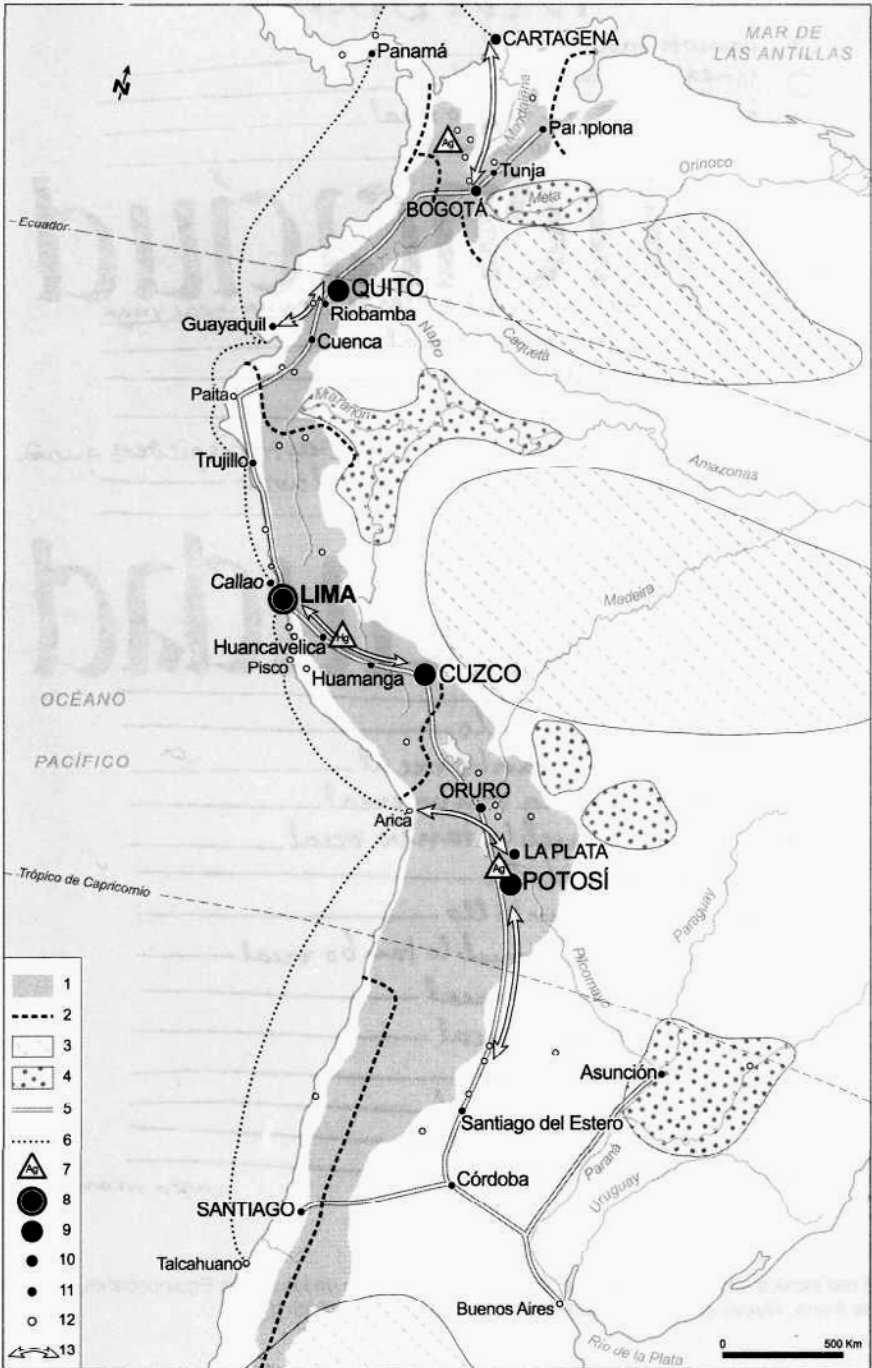 MAR DE
LAS ANTILLAS
CARTAGENA
Panamá
N
Magdalena
Pamplona
Ag
Tunja
Orinoco
BOGOTÁ
Meta
Ecuador
QUITO
Riobamba
Guayaquil
Cuenca
Napo
Caquetá
Paita
Marañón
Trujillo
Amazonas
Callao
LIMA
Madeira
Hg
Huancavelica
Pisco
Huamanga
CUZCO
OCÉANO
PACÍFICO
ORURO
Arica
LA PLATA
Ag
POTOSÍ
Trópico de Capricornio
Paraguay
Pilcomayo
1
2
3
4
5
6
Ag 7
8
9
10
11
12
13
Asunción
Santiago del Estero
Paraná
Uruguay
Córdoba
SANTIAGO
Talcahuano
Buenos Aires
Río de la Plata
0 500 Km